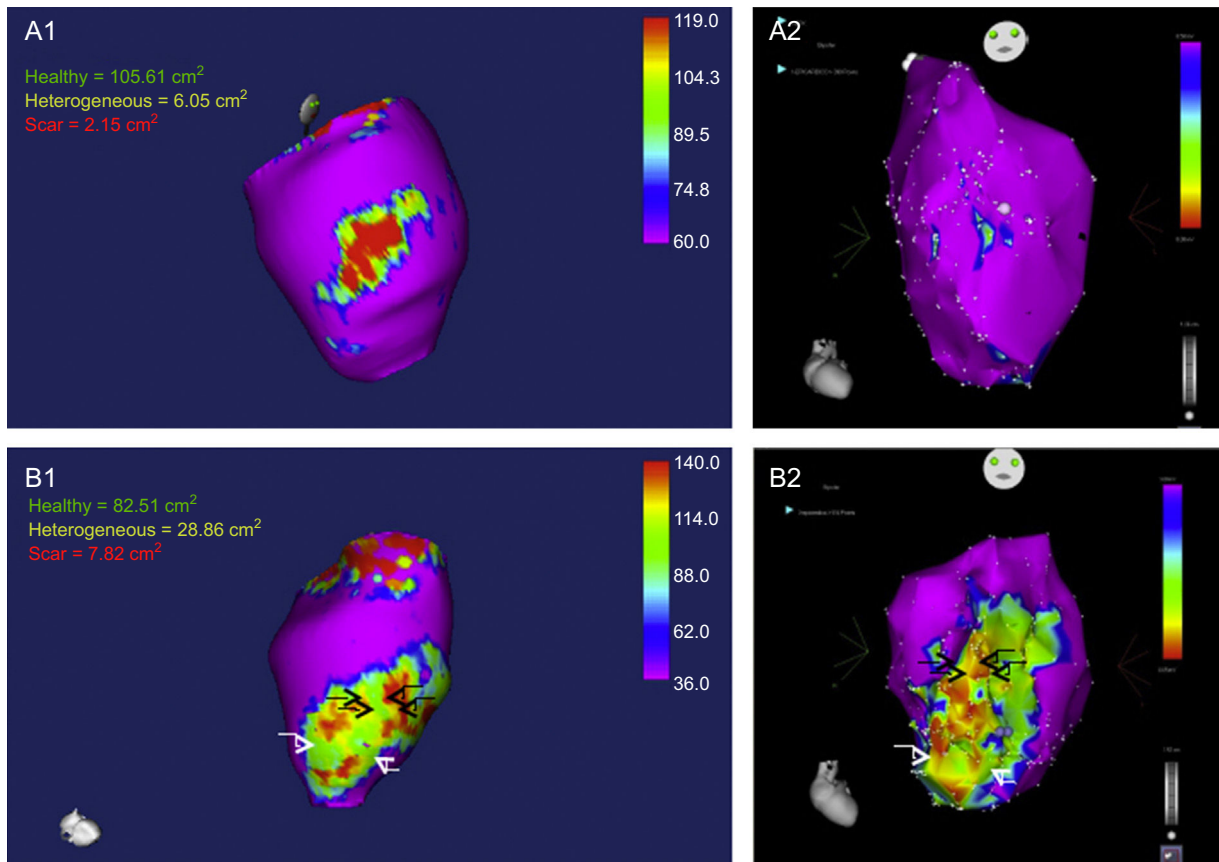 A1
Healthy = 105.61 cm²
Heterogeneous = 6.05 cm²
Scar = 2.15 cm²
119.0
104.3
89.5
74.8
60.0
A2
Bipolar
B1
Healthy = 82.51 cm²
Heterogeneous = 28.86 cm²
Scar = 7.82 cm²
140.0
114.0
88.0
62.0
36.0
B2
Bipolar